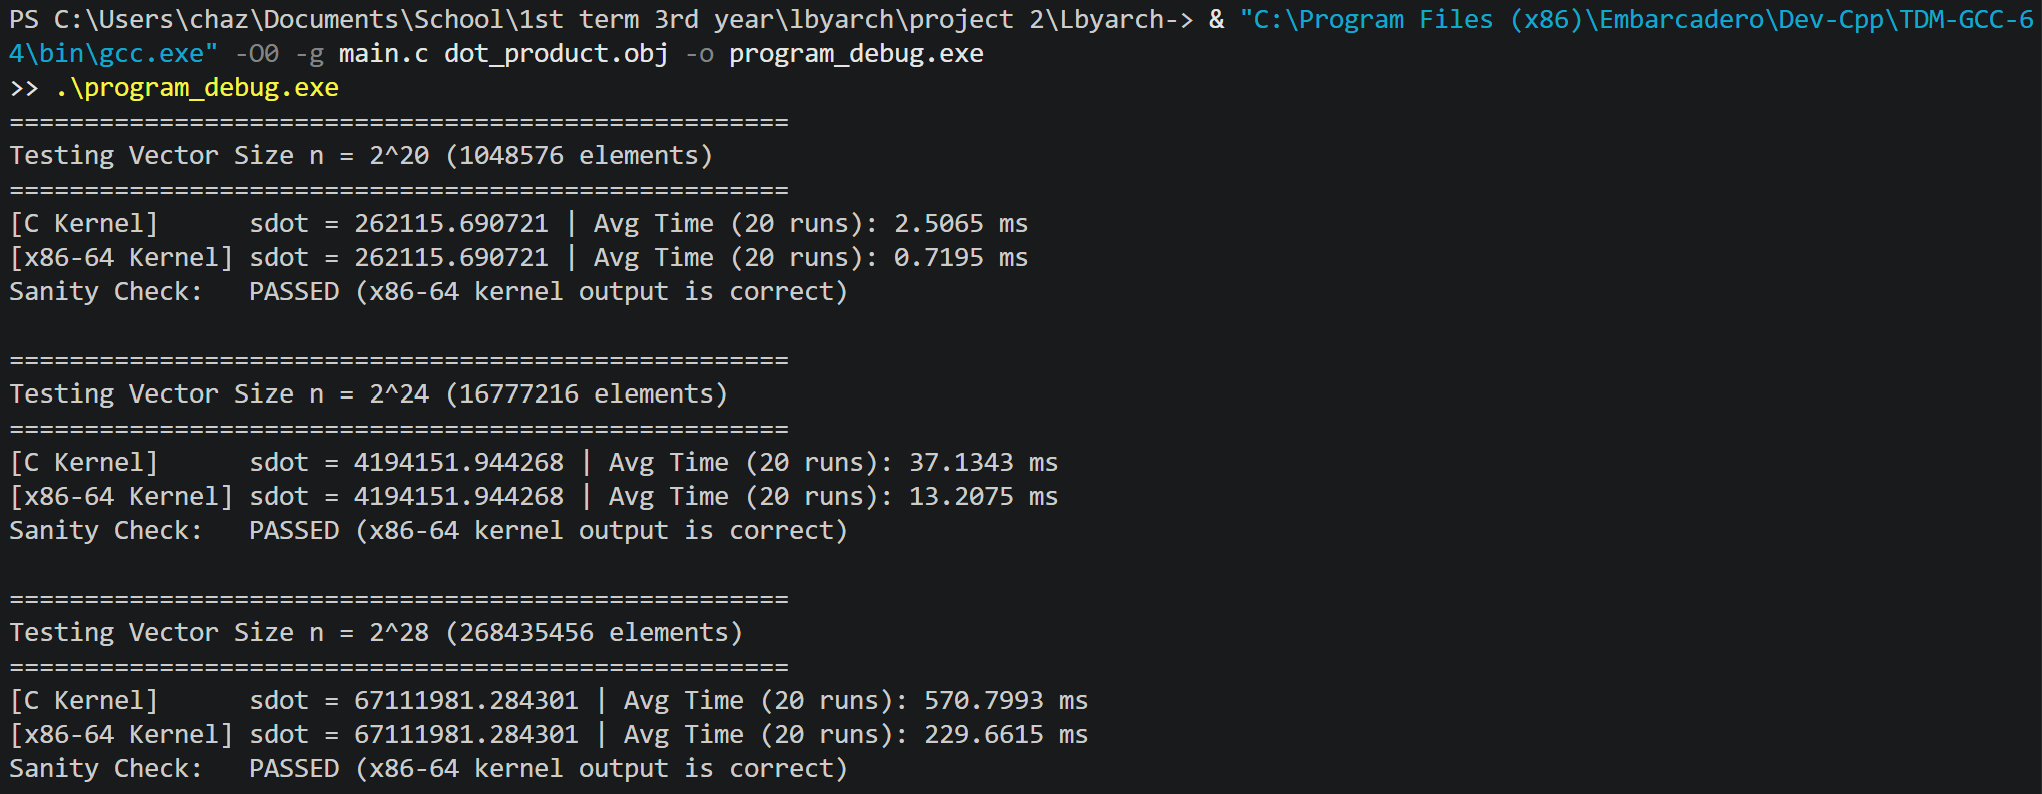 PS C:\Users\chaz\Documents\School\1st term 3rd year\lbyarch\project 2\Lbyarch-> & "C:\Program Files (x86)\Embarcadero\Dev-Cpp\TDM-GCC-6
4\bin\gcc.exe" -O0 -g main.c dot_product.obj -o program_debug.exe
>> .\program_debug.exe
====================================================
Testing Vector Size n = 2^20 (1048576 elements)
====================================================
[C Kernel]      sdot = 262115.690721 | Avg Time (20 runs): 2.5065 ms
[x86-64 Kernel] sdot = 262115.690721 | Avg Time (20 runs): 0.7195 ms
Sanity Check:   PASSED (x86-64 kernel output is correct)

====================================================
Testing Vector Size n = 2^24 (16777216 elements)
====================================================
[C Kernel]      sdot = 4194151.944268 | Avg Time (20 runs): 37.1343 ms
[x86-64 Kernel] sdot = 4194151.944268 | Avg Time (20 runs): 13.2075 ms
Sanity Check:   PASSED (x86-64 kernel output is correct)

====================================================
Testing Vector Size n = 2^28 (268435456 elements)
====================================================
[C Kernel]      sdot = 67111981.284301 | Avg Time (20 runs): 570.7993 ms
[x86-64 Kernel] sdot = 67111981.284301 | Avg Time (20 runs): 229.6615 ms
Sanity Check:   PASSED (x86-64 kernel output is correct)